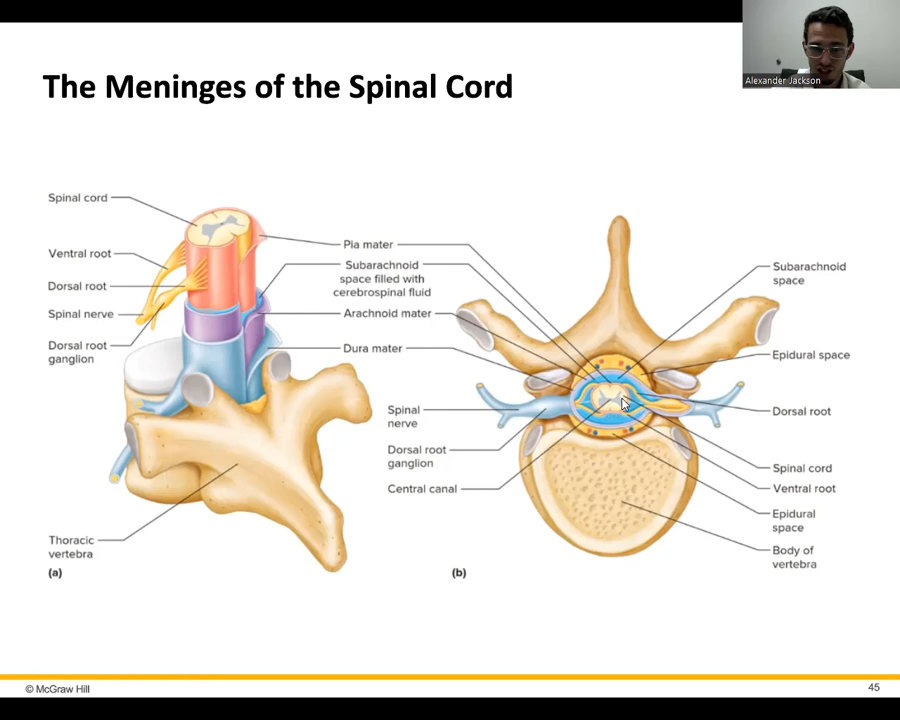 Alexander Jackson
The Meninges of the Spinal Cord
Spinal cord
Ventral root
Dorsal root
Spinal nerve
Dorsal root
ganglion
Thoracic
vertebra
(a)
Pia mater
Subarachnoid
space filled with
cerebrospinal fluid
Arachnoid mater
Dura mater
Spinal
nerve
Dorsal root
ganglion
Central canal
(b)
Subarachnoid
space
Epidural space
Dorsal root
Spinal cord
Ventral root
Epidural
space
Body of
vertebra
© McGraw Hill
45